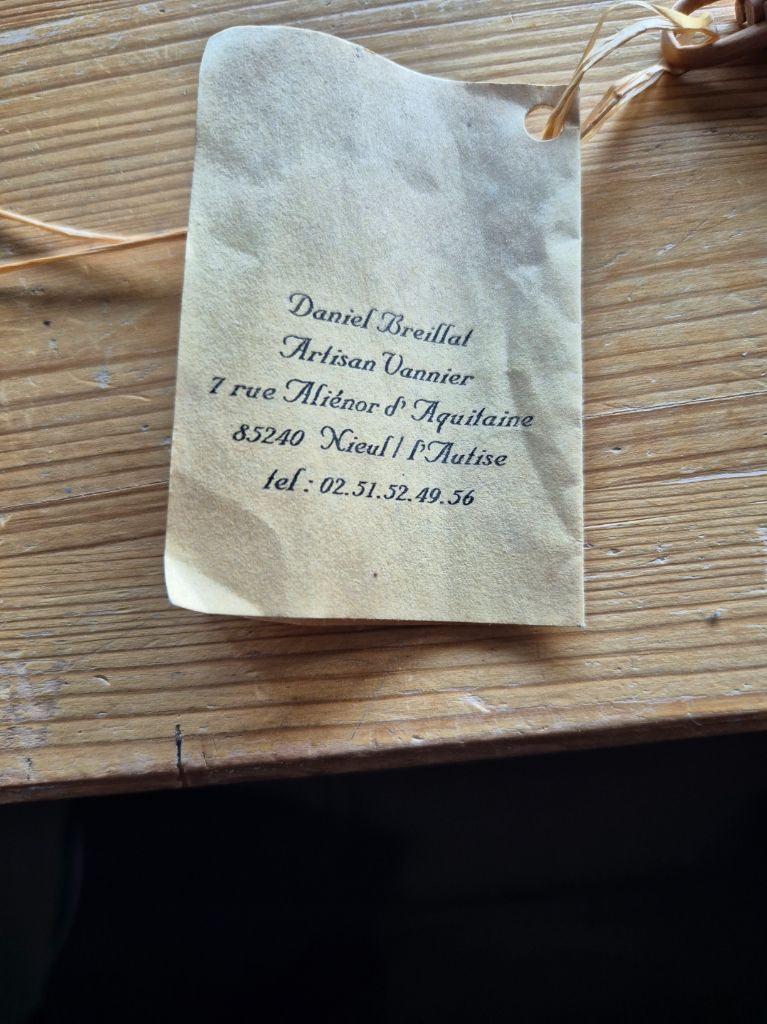 Daniel Breillat
Artisan Vannier
7 rue Aliénor d'Aquitaine
85240 Nieul / l'Autise
tel : 02.51.52.49.56